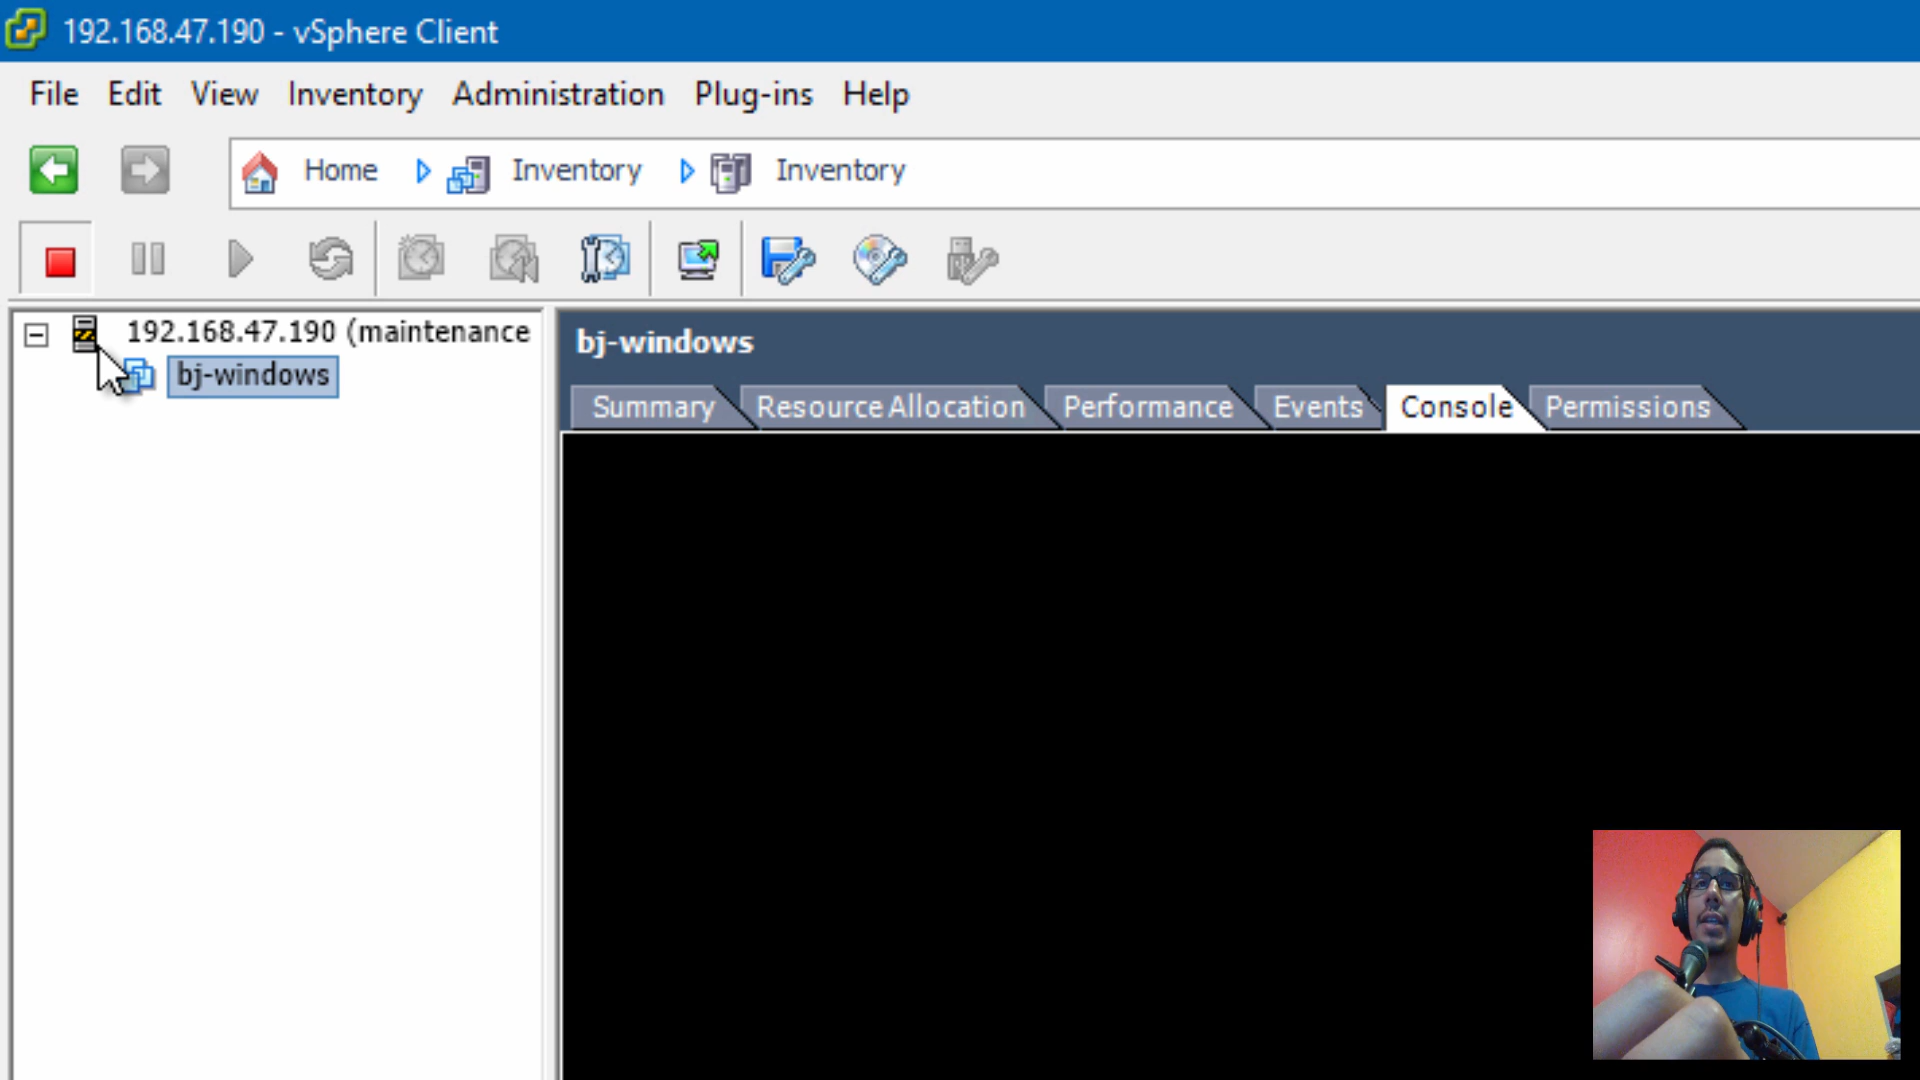 192.168.47.190 - vSphere Client
File Edit View Inventory Administration Plug-ins Help
Home Inventory Inventory
192.168.47.190 (maintenance
bj-windows
bj-windows
Summary Resource Allocation Performance Events Console Permissions